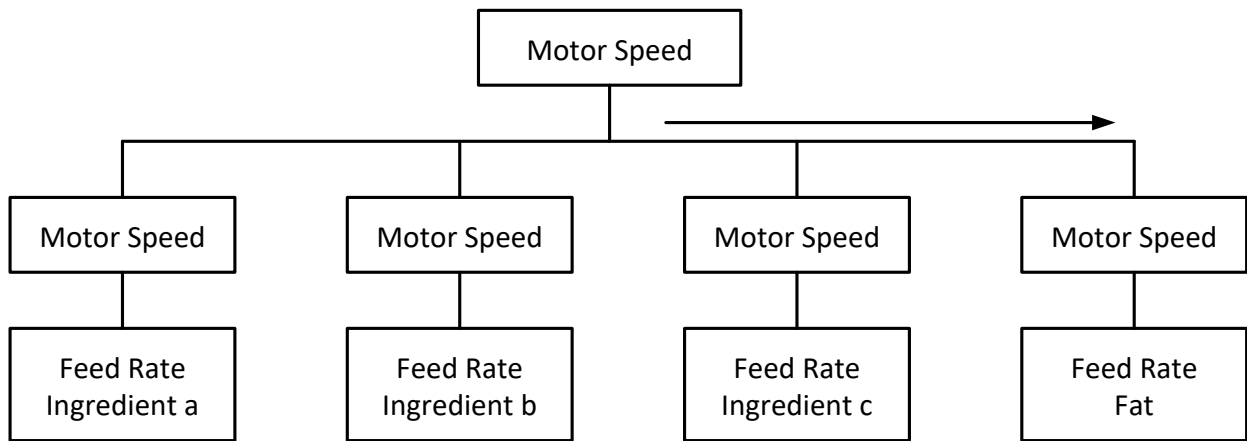 Motor Speed
Motor Speed
Motor Speed
Motor Speed
Motor Speed
Feed Rate
Ingredient a
Feed Rate
Ingredient b
Feed Rate
Ingredient c
Feed Rate
Fat